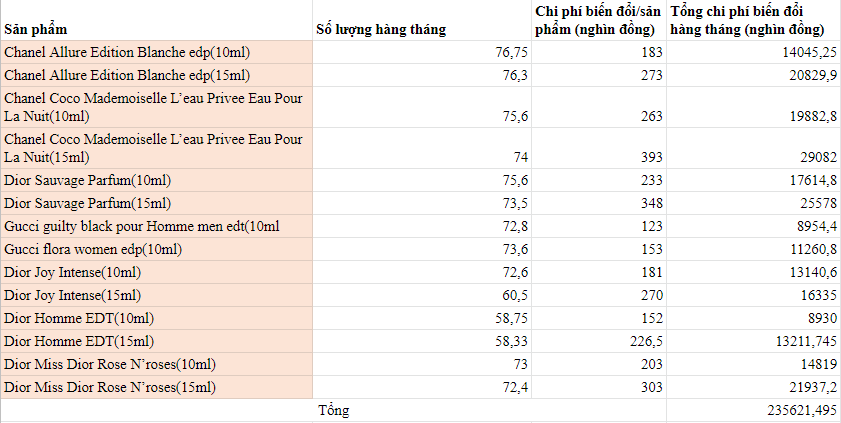 Sản phẩm Số lượng hàng tháng Chi phí biến đổi/sản phẩm (nghìn đồng) Tổng chi phí biến đổi hàng tháng (nghìn đồng)
Chanel Allure Edition Blanche edp(10ml) 76,75 183 14045,25
Chanel Allure Edition Blanche edp(15ml) 76,3 273 20829,9
Chanel Coco Mademoiselle L’eau Privee Eau Pour
La Nuit(10ml) 75,6 263 19882,8
Chanel Coco Mademoiselle L’eau Privee Eau Pour
La Nuit(15ml) 74 393 29082
Dior Sauvage Parfum(10ml) 75,6 233 17614,8
Dior Sauvage Parfum(15ml) 73,5 348 25578
Gucci guilty black pour Homme men edt(10ml 72,8 123 8954,4
Gucci flora women edp(10ml) 73,6 153 11260,8
Dior Joy Intense(10ml) 72,6 181 13140,6
Dior Joy Intense(15ml) 60,5 270 16335
Dior Homme EDT(10ml) 58,75 152 8930
Dior Homme EDT(15ml) 58,33 226,5 13211,745
Dior Miss Dior Rose N’roses(10ml) 73 203 14819
Dior Miss Dior Rose N’roses(15ml) 72,4 303 21937,2
Tổng 235621,495